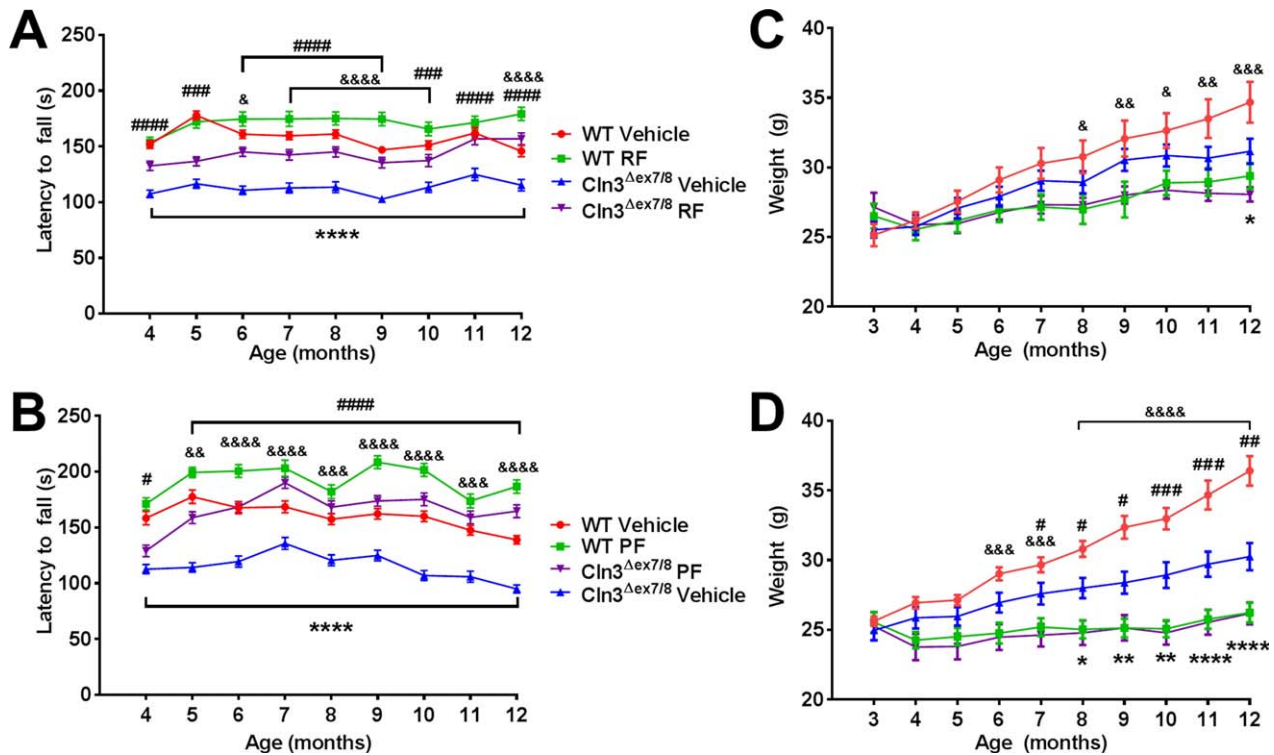 A
Latency to fall (s)
250
200
150
100
50
0
####
###
####
&
&&&&
###
####
&&&&
####
****
4 5 6 7 8 9 10 11 12
Age (months)
WT Vehicle
WT RF
Cln3Δex7/8 Vehicle
Cln3Δex7/8 RF
C
Weight (g)
40
35
30
25
20
&
&&
&
&&
&&&
*
3 4 5 6 7 8 9 10 11 12
Age (months)
B
Latency to fall (s)
250
200
150
100
50
0
####
#
&&
&&&&
&&&&
&&&
&&&&
&&&&
&&&
&&&&
****
4 5 6 7 8 9 10 11 12
Age (months)
WT Vehicle
WT PF
Cln3Δex7/8 PF
Cln3Δex7/8 Vehicle
D
Weight (g)
40
35
30
25
20
&&&&
&&&
#
&&&
#
#
###
###
##
*
**
**
****
****
3 4 5 6 7 8 9 10 11 12
Age (months)